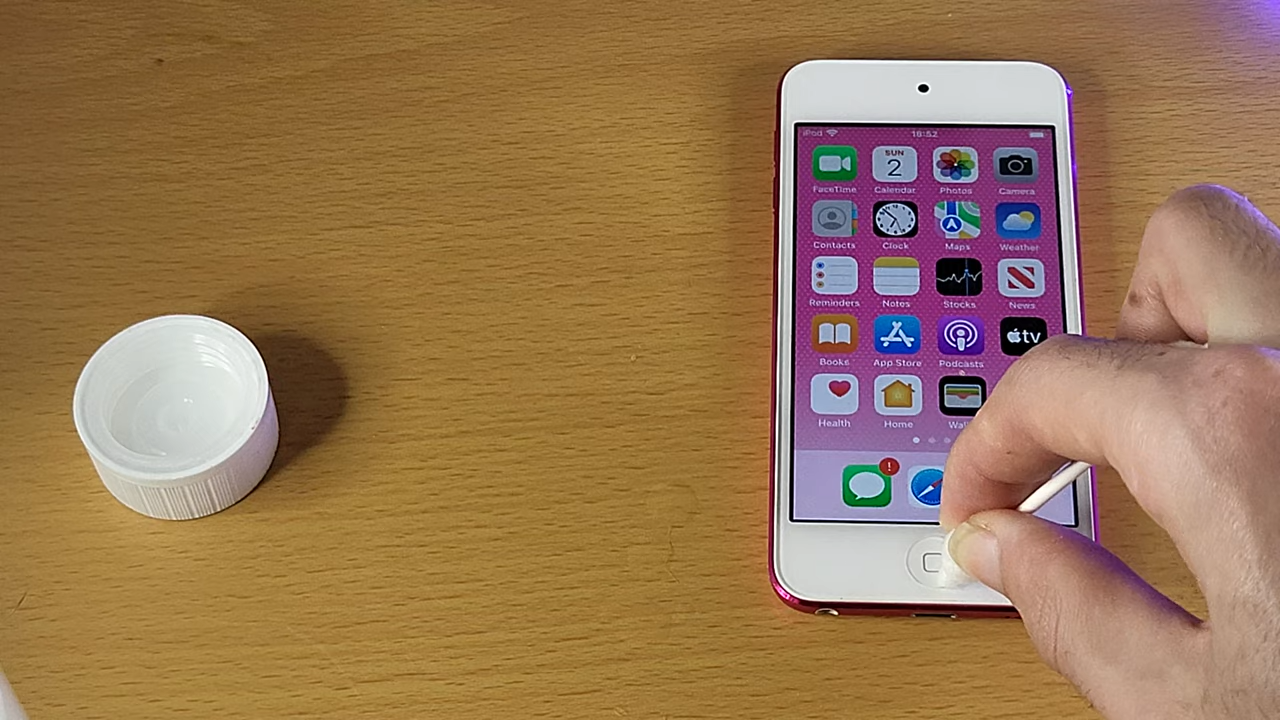 iPod 18:52
SUN
2
FaceTime Calendar Photos Camera
Contacts Clock Maps Weather
Reminders Notes Stocks News
tv
Books App Store Podcasts
Health Home Wal
!